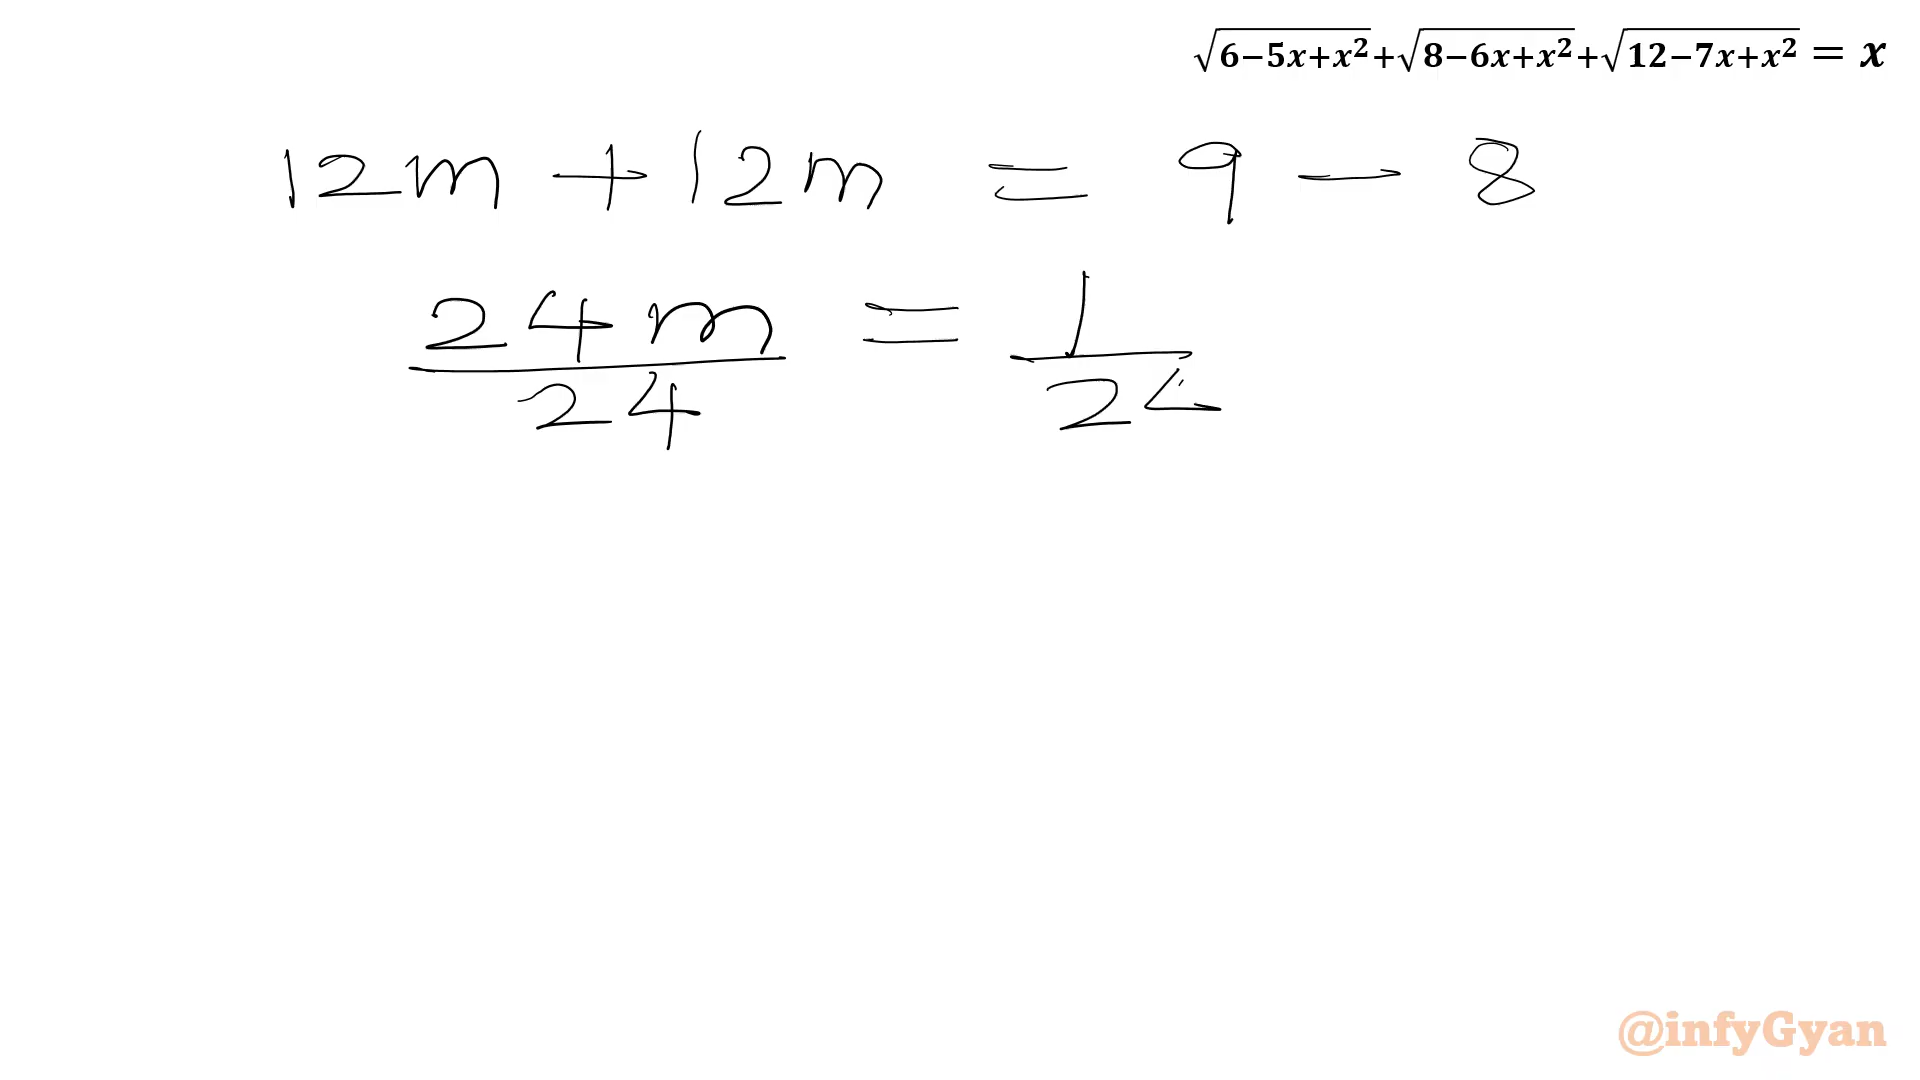 √(6−5x+x²)+√(8−6x+x²)+√(12−7x+x²) = x
12m + 12m = 9 − 8
24m/24 = 1/24
@infyGyan